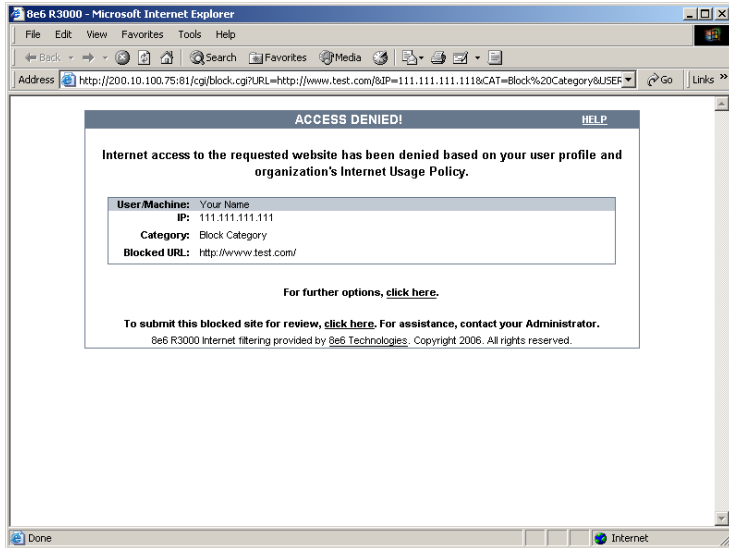 8e6 R3000 - Microsoft Internet Explorer
File Edit View Favorites Tools Help
Back Search Favorites Media
Address http://200.10.100.75:81/cgi/block.cgi?URL=http://www.test.com/&IP=111.111.111.111&CAT=Block%20Category&USER Go Links »
ACCESS DENIED! HELP
Internet access to the requested website has been denied based on your user profile and
organization's Internet Usage Policy.
User/Machine: Your Name
IP: 111.111.111.111
Category: Block Category
Blocked URL: http://www.test.com/
For further options, click here.
To submit this blocked site for review, click here. For assistance, contact your Administrator.
8e6 R3000 Internet filtering provided by 8e6 Technologies. Copyright 2006. All rights reserved.
Done Internet